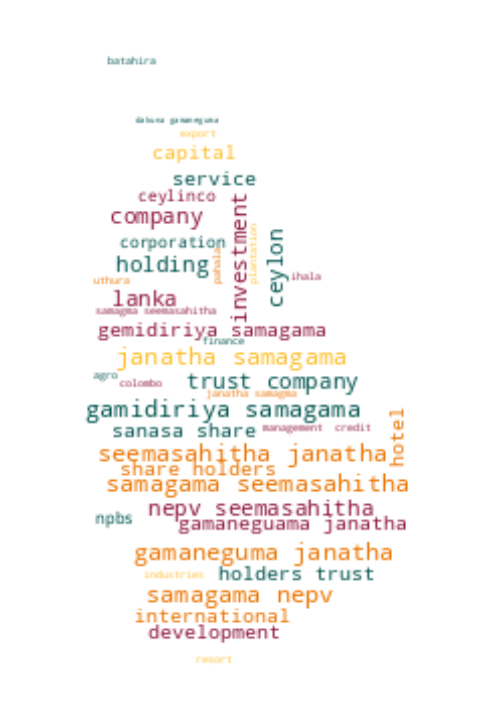 batahira
dakuna gamaneguma
export
capital
service
ceylinco
company
investment
corporation
plantation
ceylon
holding
pahala
ihala
uthura
lanka
samagma seemasahitha
gemidiriya samagama
finance
janatha samagama
agro
colombo
trust company
janatha samagma
gamidiriya samagama
hotel
sanasa share
management
credit
seemasahitha janatha
share holders
samagama seemasahitha
nepv seemasahitha
npbs
gamaneguama janatha
gamaneguma janatha
industries
holders trust
samagama nepv
international
development
resort